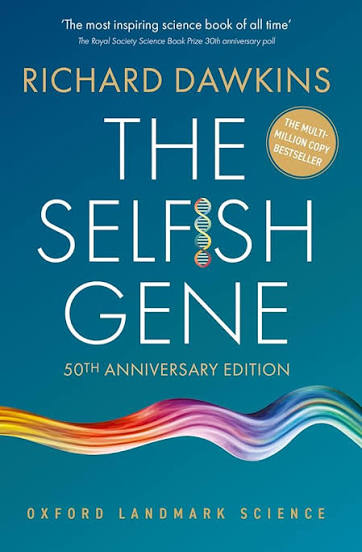 ‘The most inspiring science book of all time’
The Royal Society Science Book Prize 30th anniversary poll
RICHARD DAWKINS
THE MULTI-
MILLION COPY
BESTSELLER
THE
SELFISH
GENE
50TH ANNIVERSARY EDITION
OXFORD LANDMARK SCIENCE